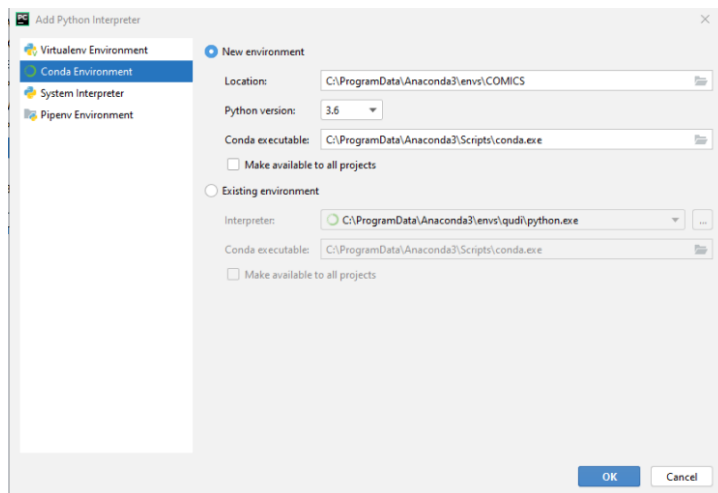 Add Python Interpreter
Virtualenv Environment
Conda Environment
System Interpreter
Pipenv Environment
New environment
Location: C:\ProgramData\Anaconda3\envs\COMICS
Python version: 3.6
Conda executable: C:\ProgramData\Anaconda3\Scripts\conda.exe
Make available to all projects
Existing environment
Interpreter: C:\ProgramData\Anaconda3\envs\qudi\python.exe ...
Conda executable: C:\ProgramData\Anaconda3\Scripts\conda.exe
Make available to all projects
OK Cancel